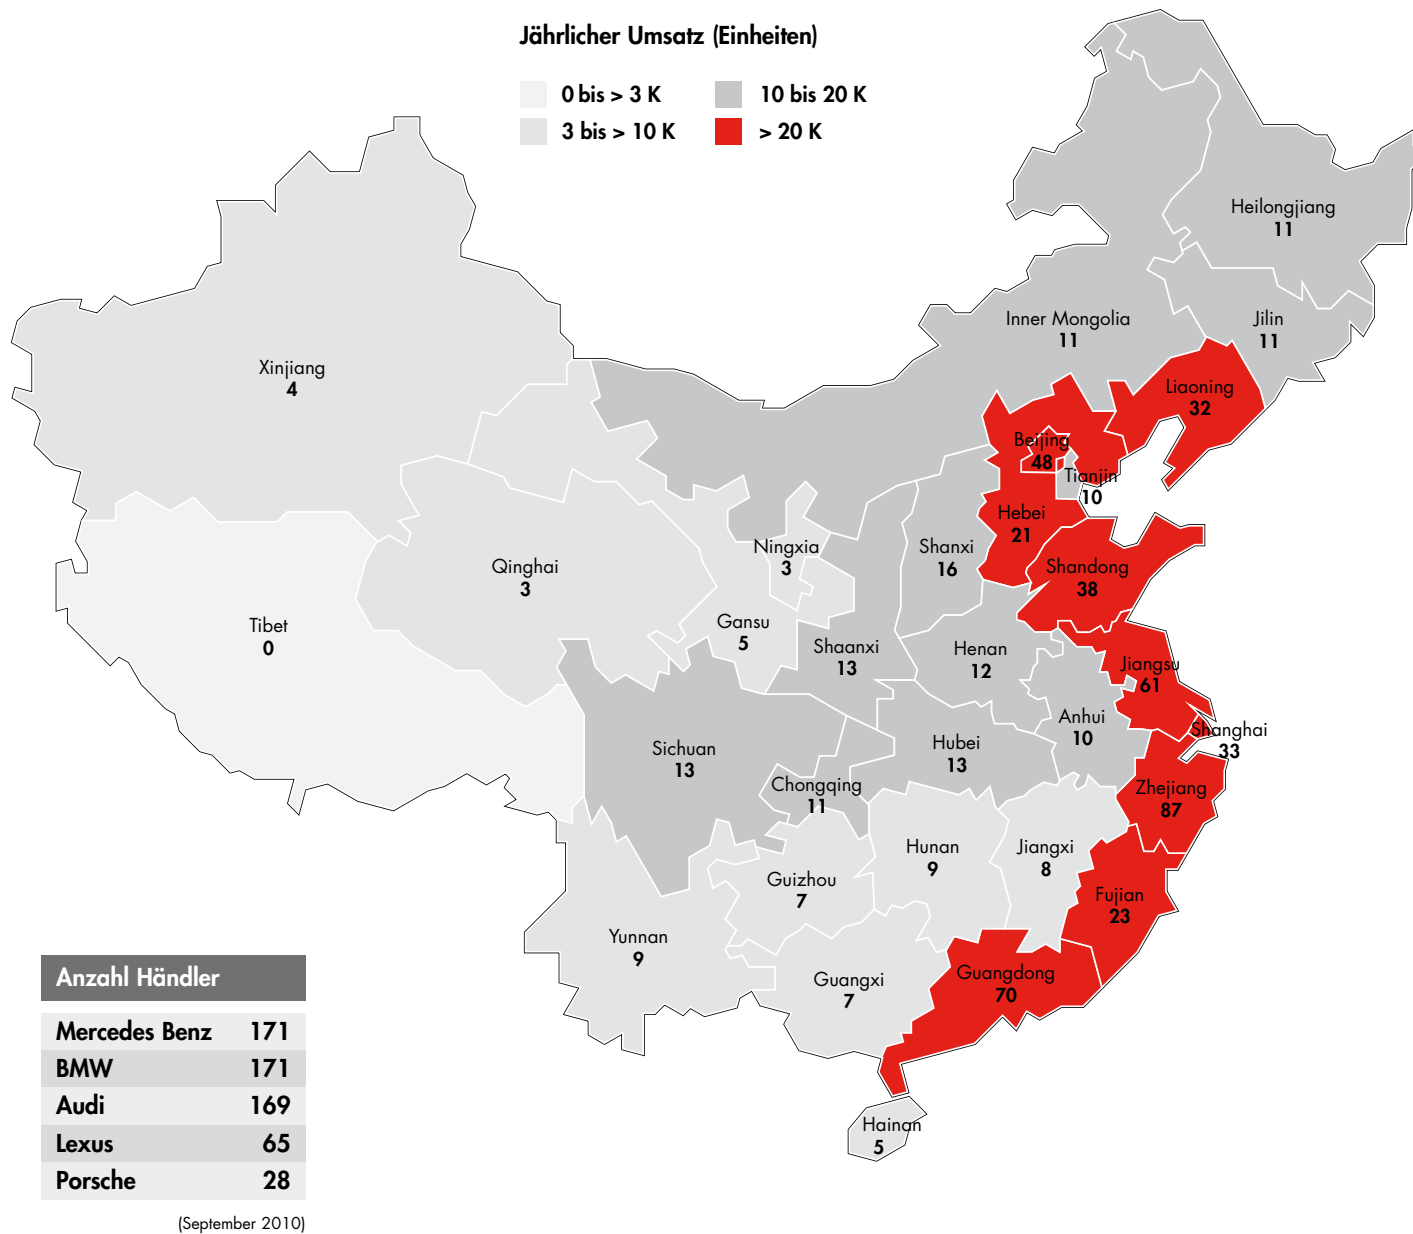 Jährlicher Umsatz (Einheiten)
0 bis > 3 K
10 bis 20 K
3 bis > 10 K
> 20 K
Heilongjiang
11
Inner Mongolia
11
Jilin
11
Xinjiang
4
Liaoning
32
Beijing
48
Tianjin
10
Hebei
21
Ningxia
3
Shanxi
16
Qinghai
3
Shandong
38
Tibet
0
Gansu
5
Shaanxi
13
Henan
12
Jiangsu
61
Anhui
10
Shanghai
33
Sichuan
13
Hubei
13
Chongqing
11
Zhejiang
87
Hunan
9
Jiangxi
8
Guizhou
7
Fujian
23
Yunnan
9
Guangxi
7
Guangdong
70
Hainan
5
Anzahl Händler
Mercedes Benz 171
BMW 171
Audi 169
Lexus 65
Porsche 28
(September 2010)